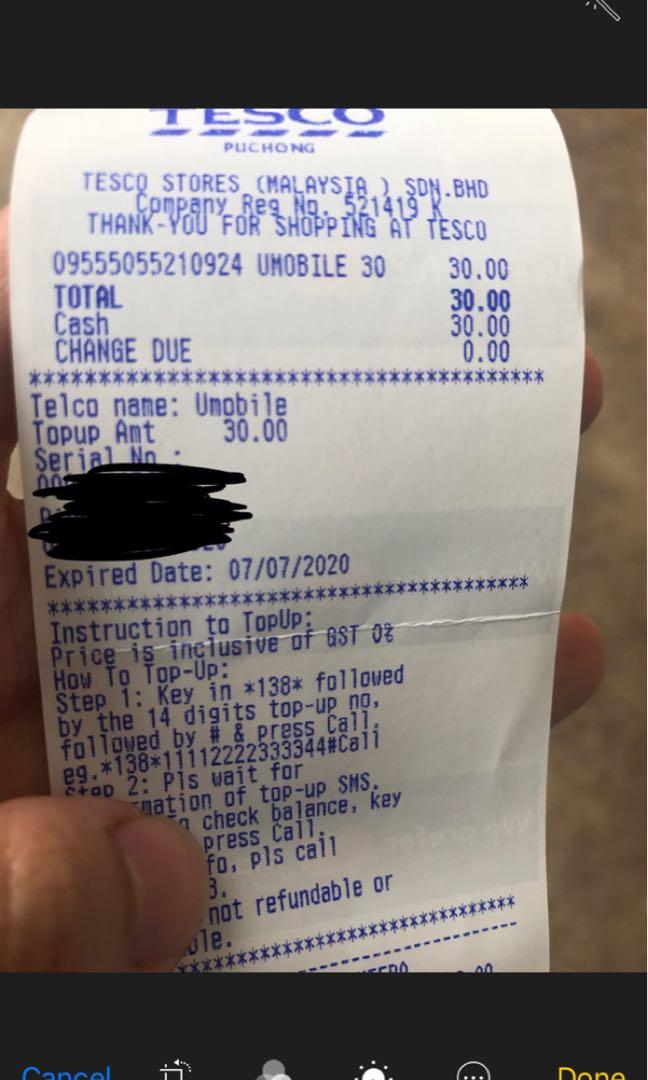 TESCO
PUCHONG
TESCO STORES (MALAYSIA ) SDN.BHD
Company Reg No. 521419 K
THANK-YOU FOR SHOPPING AT TESCO
09555055210924 UMOBILE 30 30.00
TOTAL 30.00
Cash 30.00
CHANGE DUE 0.00
*************************************
Telco name: Umobile
Topup Amt 30.00
Serial No :
Expired Date: 07/07/2020
*************************************
Instruction to TopUp:
Price is inclusive of GST 0%
How To Top-Up:
Step 1: Key in *138* followed
by the 14 digits top-up no,
followed by # & press Call.
eg.*138*11112222333344#Call
Step 2: Pls wait for
mation of top-up SMS.
check balance, key
press Call.
fo, pls call
3.
not refundable or
ble.
*******************************
Cancel
Done